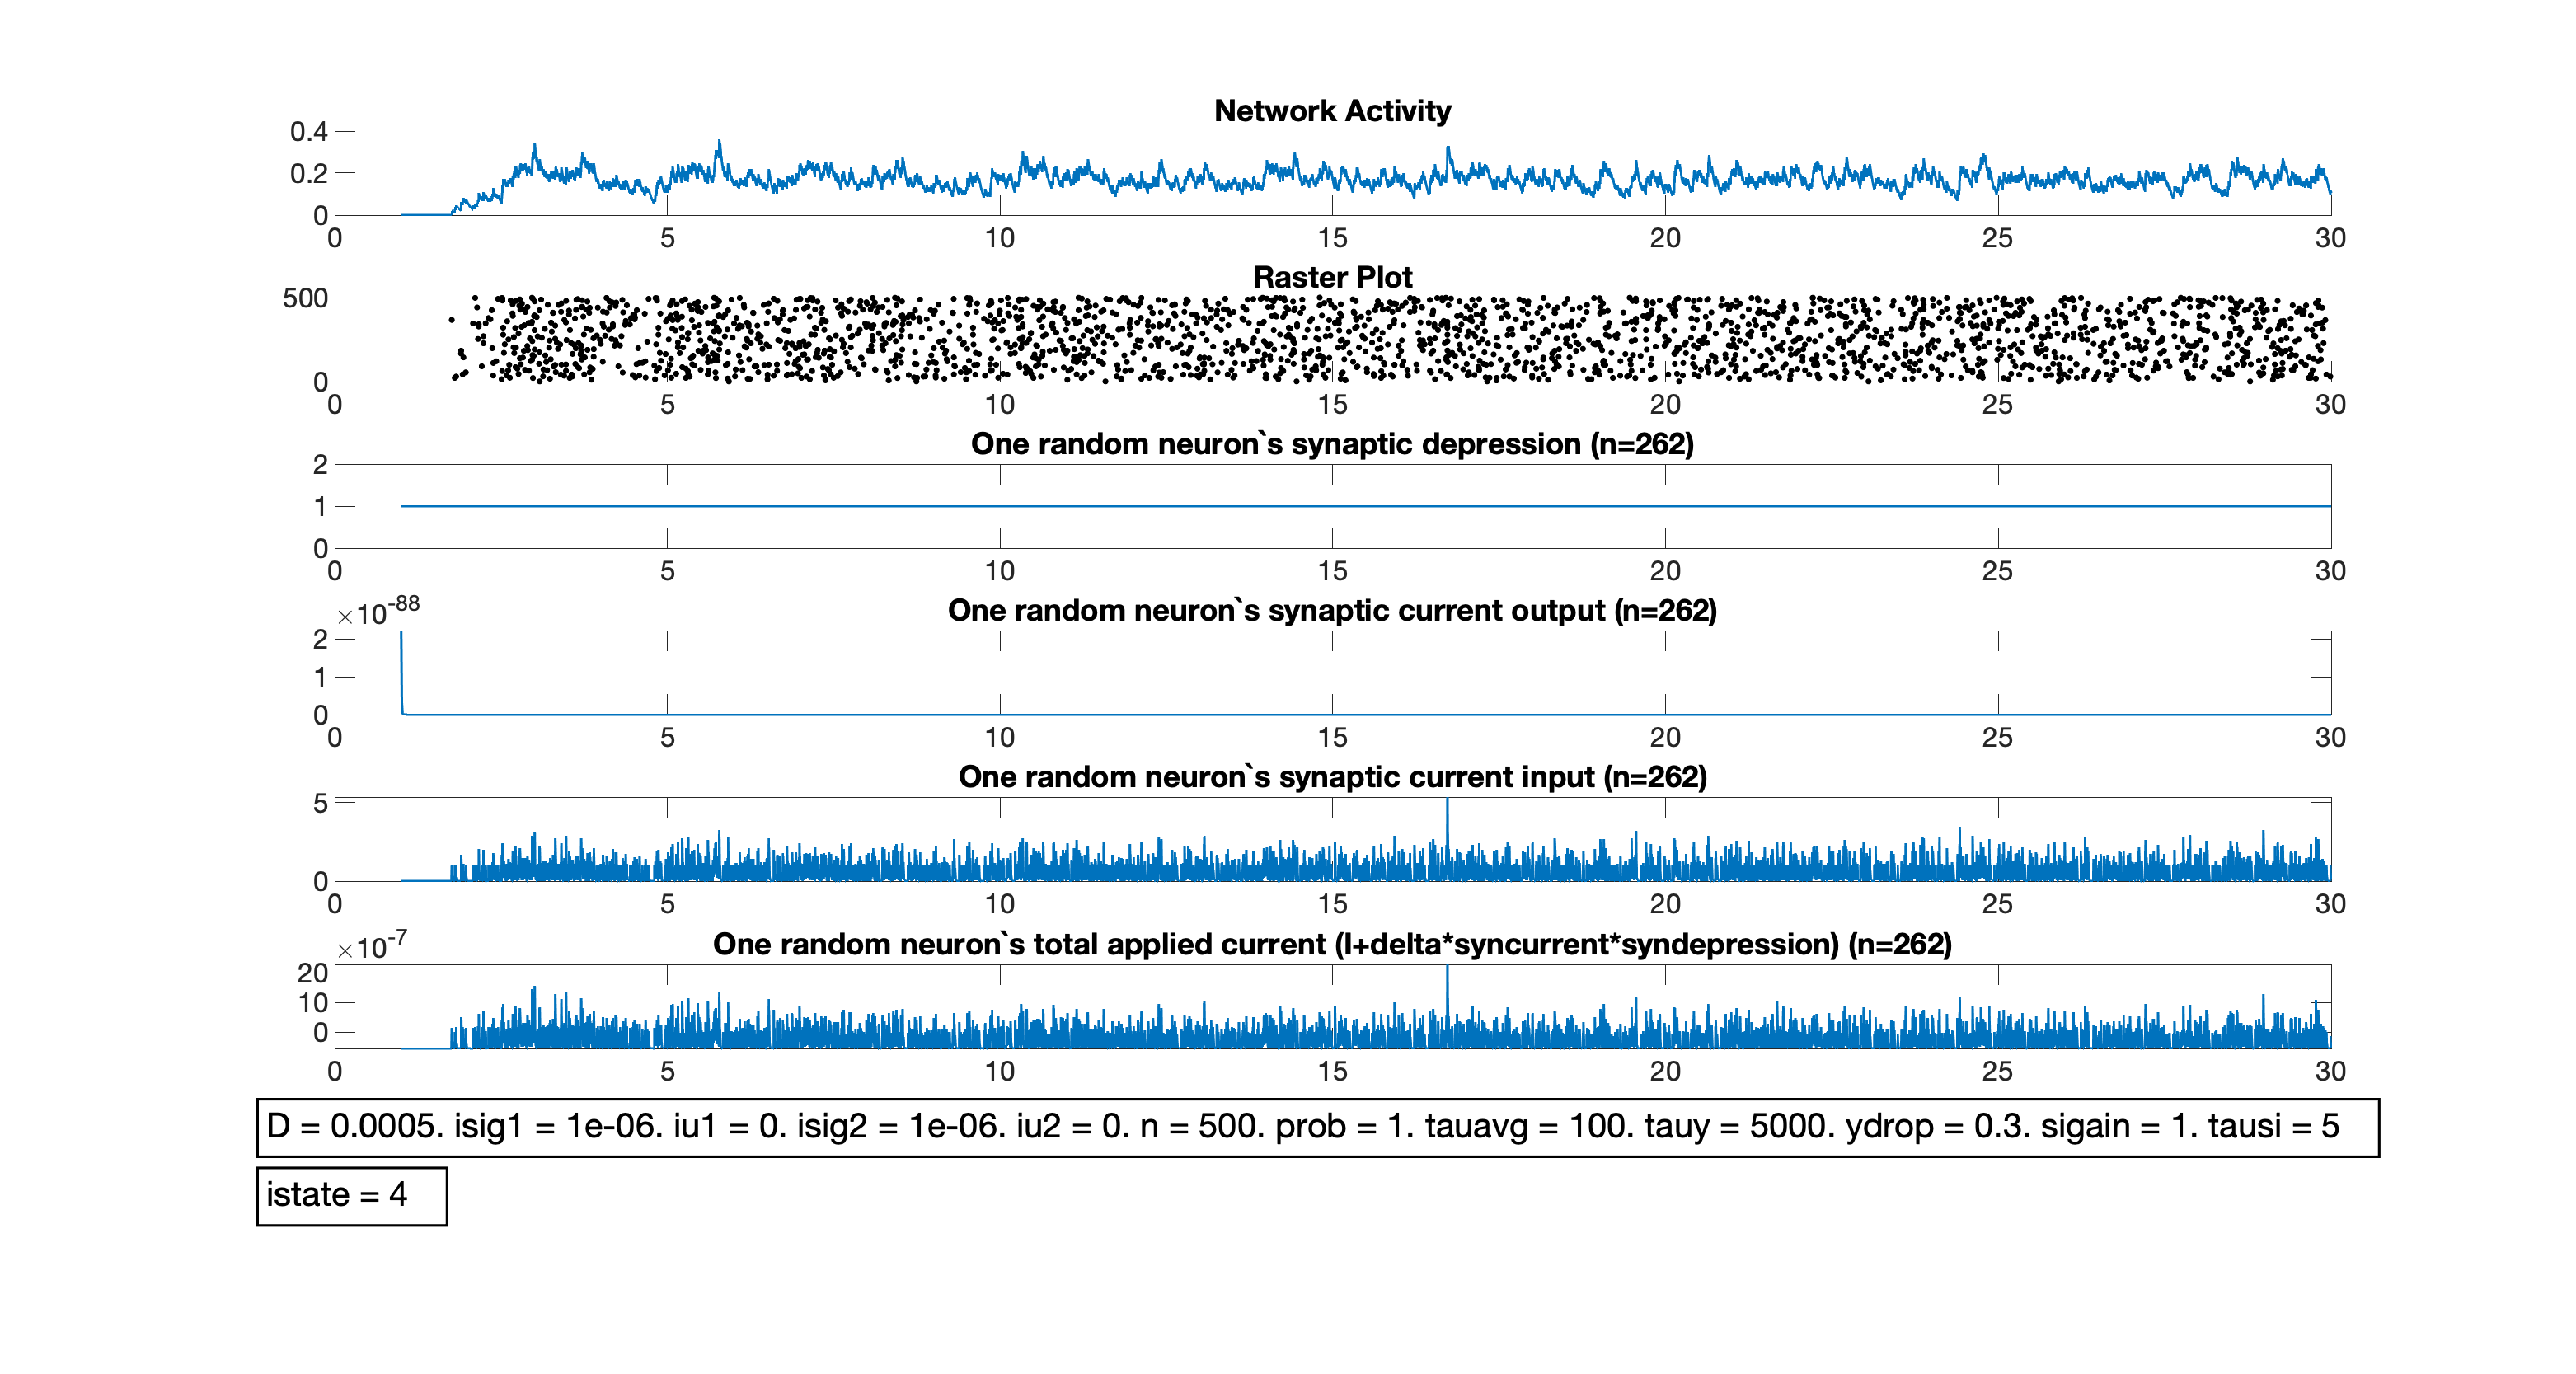 Network Activity
0.4
0.2
0
0 5 10 15 20 25 30
Raster Plot
500
0
0 5 10 15 20 25 30
One random neuron`s synaptic depression (n=262)
2
1
0
0 5 10 15 20 25 30
×10-88
One random neuron`s synaptic current output (n=262)
2
1
0
0 5 10 15 20 25 30
One random neuron`s synaptic current input (n=262)
5
0
0 5 10 15 20 25 30
×10-7
One random neuron`s total applied current (I+delta*syncurrent*syndepression) (n=262)
20
10
0
0 5 10 15 20 25 30
D = 0.0005. isig1 = 1e-06. iu1 = 0. isig2 = 1e-06. iu2 = 0. n = 500. prob = 1. tauavg = 100. tauy = 5000. ydrop = 0.3. sigain = 1. tausi = 5
istate = 4